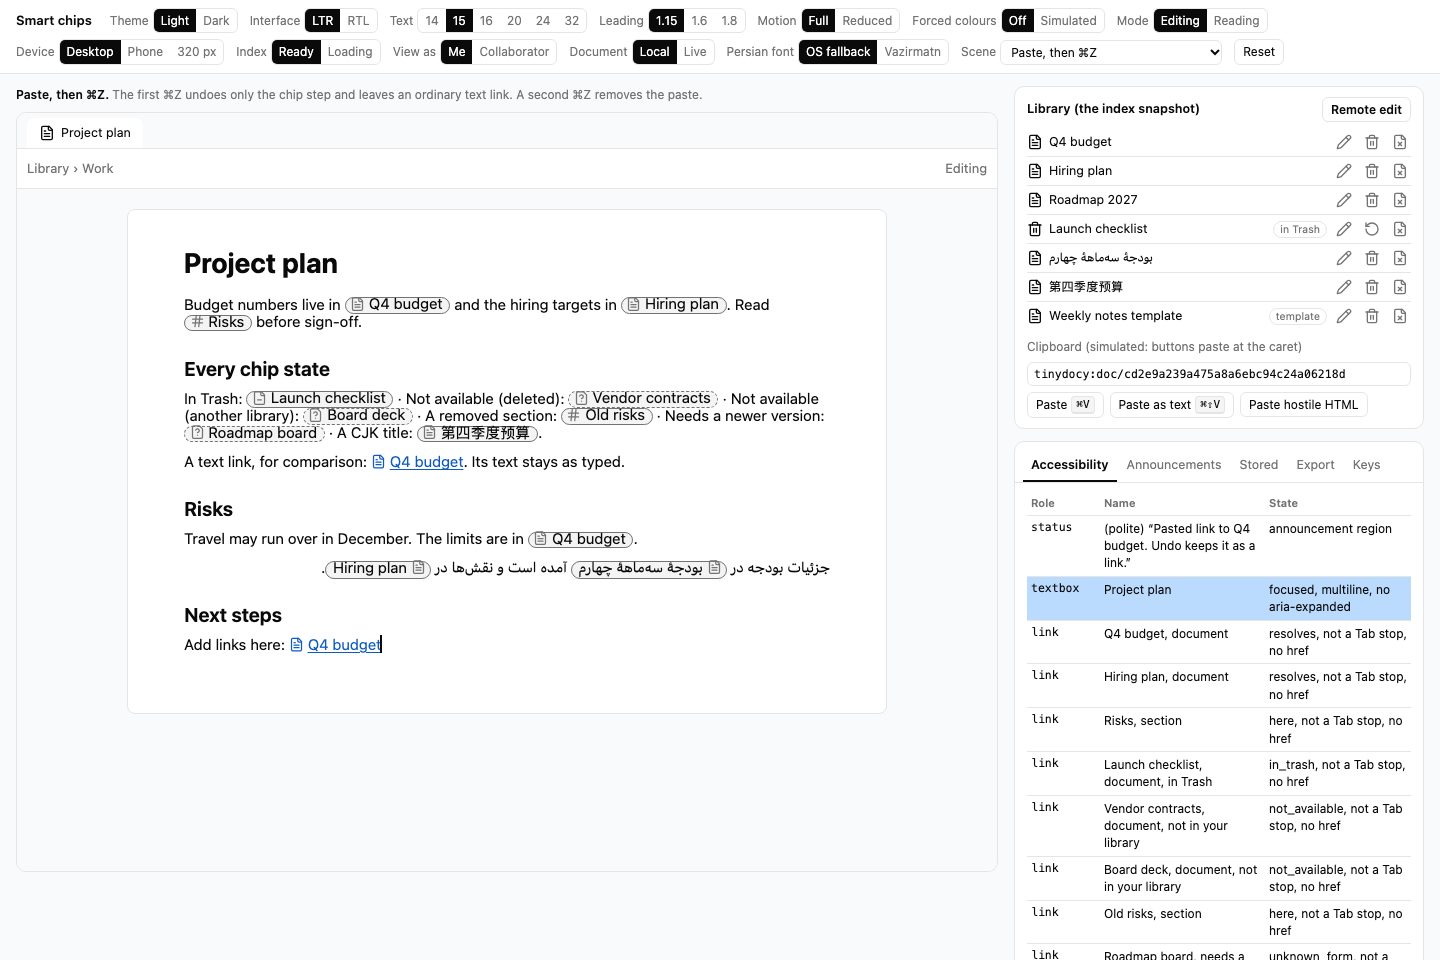 Smart chips Theme Light Dark Interface LTR RTL Text 14 15 16 20 24 32 Leading 1.15 1.6 1.8 Motion Full Reduced Forced colours Off Simulated Mode Editing Reading
Device Desktop Phone 320 px Index Ready Loading View as Me Collaborator Document Local Live Persian font OS fallback Vazirmatn Scene Paste, then ⌘Z Reset
Paste, then ⌘Z. The first ⌘Z undoes only the chip step and leaves an ordinary text link. A second ⌘Z removes the paste.
Project plan
Library › Work Editing
Project plan
Budget numbers live in Q4 budget and the hiring targets in Hiring plan. Read
# Risks before sign-off.
Every chip state
In Trash: Launch checklist · Not available (deleted): Vendor contracts · Not available
(another library): Board deck · A removed section: # Old risks · Needs a newer version:
Roadmap board · A CJK title: 第四季度预算.
A text link, for comparison: Q4 budget. Its text stays as typed.
Risks
Travel may run over in December. The limits are in Q4 budget.
جزئیات بودجه در بودجهٔ سه‌ماههٔ چهارم آمده است و نقش‌ها در Hiring plan.
Next steps
Add links here: Q4 budget
Library (the index snapshot) Remote edit
Q4 budget
Hiring plan
Roadmap 2027
Launch checklist in Trash
بودجهٔ سه‌ماههٔ چهارم
第四季度预算
Weekly notes template template
Clipboard (simulated: buttons paste at the caret)
tinydocy:doc/cd2e9a239a475a8a6ebc94c24a06218d
Paste ⌘V Paste as text ⌘⇧V Paste hostile HTML
Accessibility Announcements Stored Export Keys
Role Name State
status (polite) “Pasted link to Q4 announcement region
budget. Undo keeps it as a
link.”
textbox Project plan focused, multiline, no
aria-expanded
link Q4 budget, document resolves, not a Tab stop,
no href
link Hiring plan, document resolves, not a Tab stop,
no href
link Risks, section here, not a Tab stop, no
href
link Launch checklist, in_trash, not a Tab stop,
document, in Trash no href
link Vendor contracts, not_available, not a Tab
document, not in your stop, no href
library
link Board deck, document, not not_available, not a Tab
in your library stop, no href
link Old risks, section here, not a Tab stop, no
href
link Roadmap board, needs a unknown_form, not a